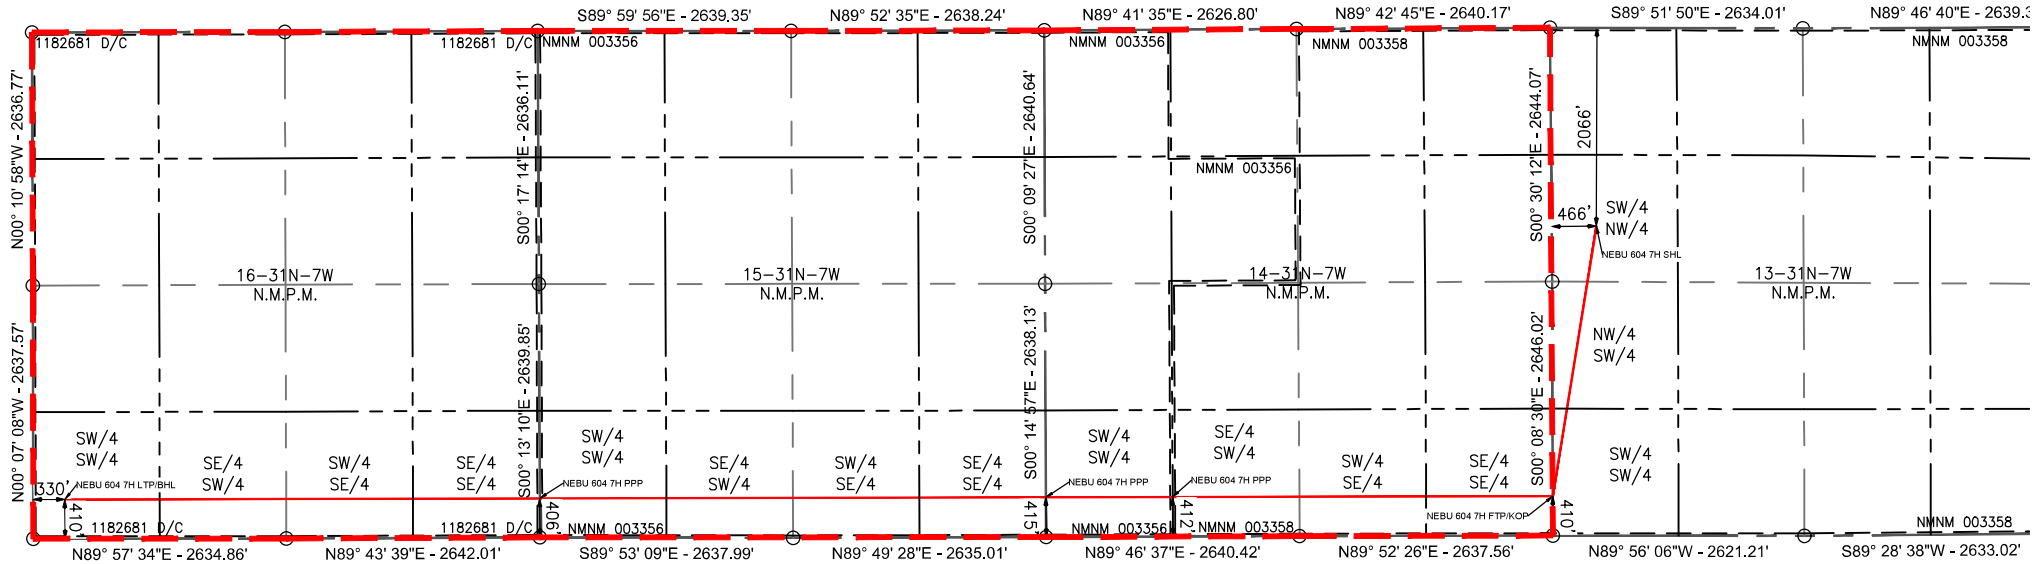 S89° 59' 56"E - 2639.35'
N89° 52' 35"E - 2638.24'
N89° 41' 35"E - 2626.80'
N89° 42' 45"E - 2640.17'
S89° 51' 50"E - 2634.01'
N89° 46' 40"E - 2639.3
1182681 D/C
1182681 D/C
NMNM 003356
NMNM 003356
NMNM 003358
NMNM 003358
N00° 10' 58"W - 2636.77'
S00° 17' 14"E - 2636.11'
S00° 09' 27"E - 2640.64'
S00° 30' 12"E - 2644.07'
2066'
NMNM 003356
466'
SW/4
NW/4
NEBU 604 7H SHL
16-31N-7W
N.M.P.M.
15-31N-7W
N.M.P.M.
14-31N-7W
N.M.P.M.
13-31N-7W
N.M.P.M.
N00° 07' 08"W - 2637.57'
S00° 13' 10"E - 2639.85'
S00° 14' 57"E - 2638.13'
S00° 08' 30"E - 2646.02'
NW/4
SW/4
SW/4
SW/4
SE/4
SW/4
SW/4
SE/4
SE/4
SE/4
SW/4
SW/4
SE/4
SW/4
SW/4
SE/4
SE/4
SE/4
SW/4
SW/4
SE/4
SW/4
SW/4
SE/4
SE/4
SE/4
SW/4
SW/4
330'
NEBU 604 7H LTP/BHL
NEBU 604 7H PPP
NEBU 604 7H PPP
NEBU 604 7H PPP
NEBU 604 7H FTP/KOP
410'
406'
415'
412'
410'
1182681 D/C
1182681 D/C
NMNM 003356
NMNM 003356
NMNM 003358
NMNM 003358
N89° 57' 34"E - 2634.86'
N89° 43' 39"E - 2642.01'
S89° 53' 09"E - 2637.99'
N89° 49' 28"E - 2635.01'
N89° 46' 37"E - 2640.42'
N89° 52' 26"E - 2637.56'
N89° 56' 06"W - 2621.21'
S89° 28' 38"W - 2633.02'